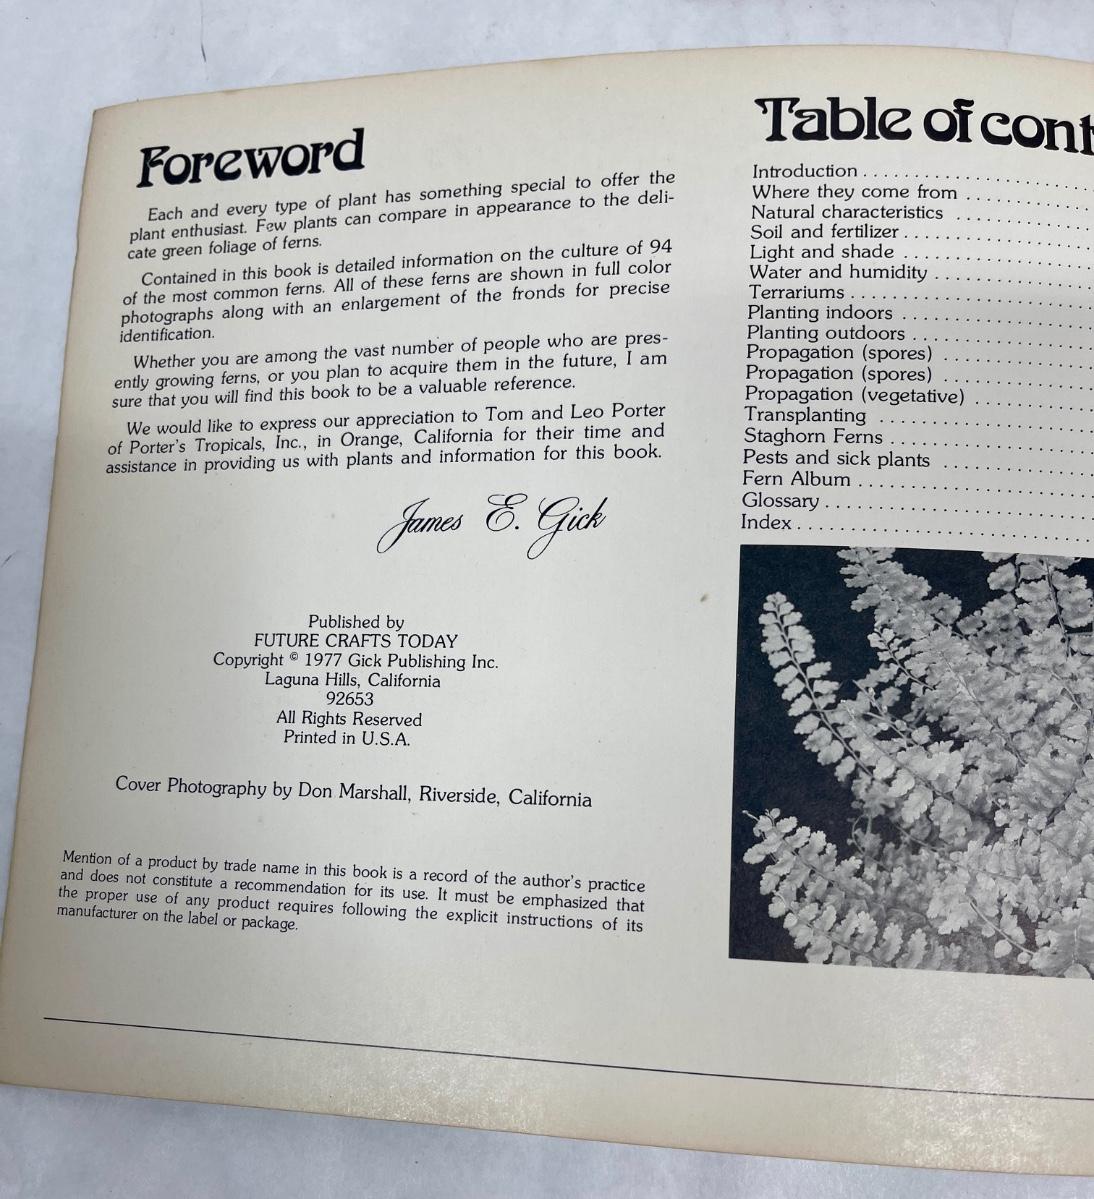 Foreword
Each and every type of plant has something special to offer the
plant enthusiast. Few plants can compare in appearance to the deli-
cate green foliage of ferns.
Contained in this book is detailed information on the culture of 94
of the most common ferns. All of these ferns are shown in full color
photographs along with an enlargement of the fronds for precise
identification.
Whether you are among the vast number of people who are pres-
ently growing ferns, or you plan to acquire them in the future, I am
sure that you will find this book to be a valuable reference.
We would like to express our appreciation to Tom and Leo Porter
of Porter's Tropicals, Inc., in Orange, California for their time and
assistance in providing us with plants and information for this book.
James E. Gick
Published by
FUTURE CRAFTS TODAY
Copyright © 1977 Gick Publishing Inc.
Laguna Hills, California
92653
All Rights Reserved
Printed in U.S.A.
Cover Photography by Don Marshall, Riverside, California
Mention of a product by trade name in this book is a record of the author's practice
and does not constitute a recommendation for its use. It must be emphasized that
the proper use of any product requires following the explicit instructions of its
manufacturer on the label or package.
Table of cont
Introduction
Where they come from
Natural characteristics
Soil and fertilizer
Light and shade
Water and humidity
Terrariums
Planting indoors
Planting outdoors
Propagation (spores)
Propagation (spores)
Propagation (vegetative)
Transplanting
Staghorn Ferns
Pests and sick plants
Fern Album
Glossary
Index